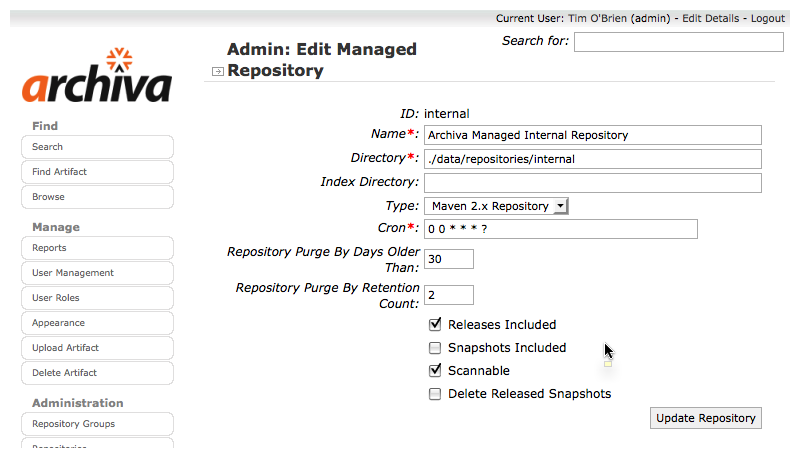 Current User: Tim O'Brien (admin) - Edit Details - Logout
Search for:
archiva
Admin: Edit Managed
Repository
Find
Search
Find Artifact
Browse
Manage
Reports
User Management
User Roles
Appearance
Upload Artifact
Delete Artifact
Administration
Repository Groups
Repositories
ID: internal
Name*: Archiva Managed Internal Repository
Directory*: ./data/repositories/internal
Index Directory:
Type: Maven 2.x Repository
Cron*: 0 0 * * * ?
Repository Purge By Days Older
Than: 30
Repository Purge By Retention
Count: 2
Releases Included
Snapshots Included
Scannable
Delete Released Snapshots
Update Repository